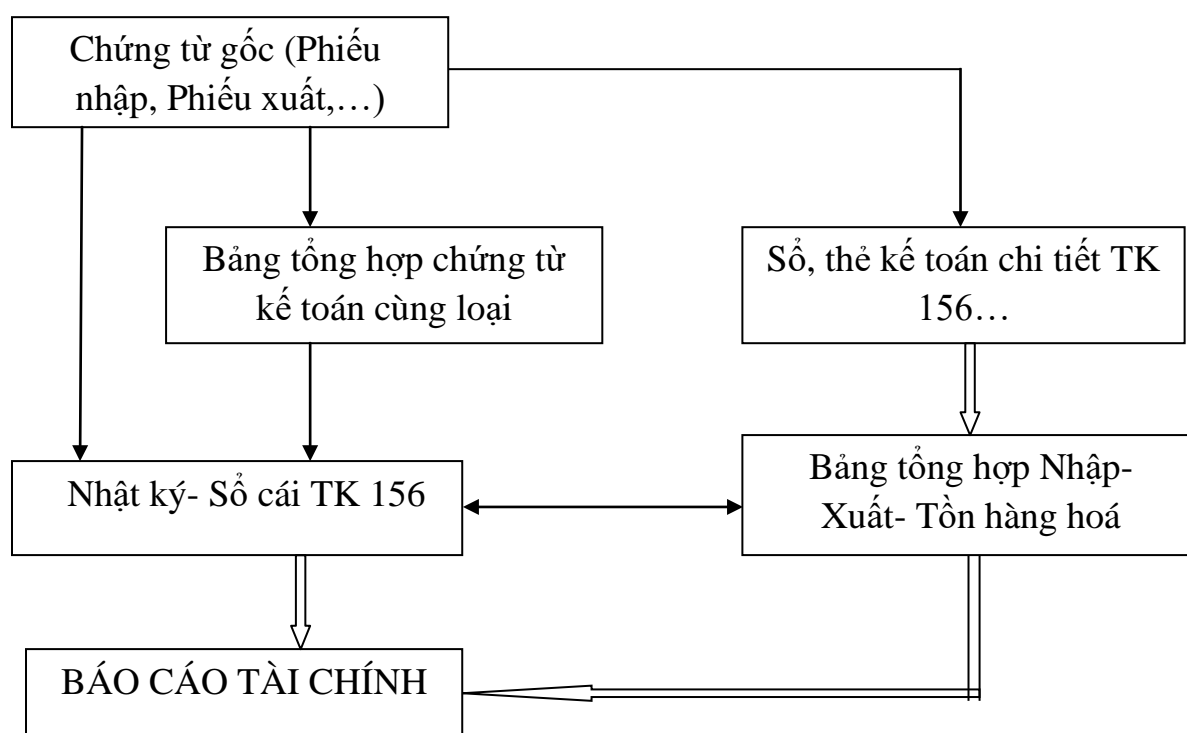 Chứng từ gốc (Phiếu
nhập, Phiếu xuất,…)
Bảng tổng hợp chứng từ
kế toán cùng loại
Sổ, thẻ kế toán chi tiết TK
156…
Nhật ký- Sổ cái TK 156
Bảng tổng hợp Nhập-
Xuất- Tồn hàng hoá
BÁO CÁO TÀI CHÍNH